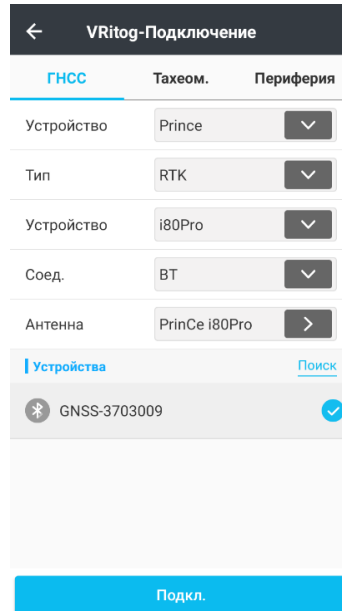 VRitog-Подключение
ГНСС Тахеом. Периферия
Устройство Prince
Тип RTK
Устройство i80Pro
Соед. BT
Антенна PrinCe i80Pro
Устройства Поиск
GNSS-3703009
Подкл.